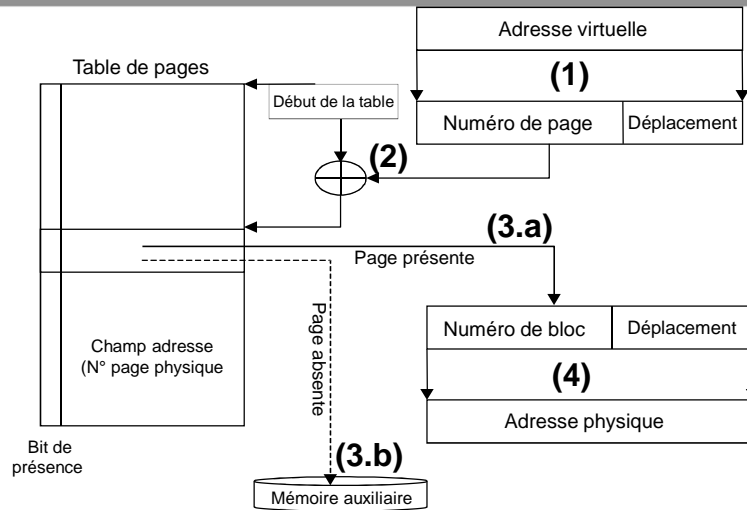 Adresse virtuelle
Table de pages
(1)
Début de la table
Numéro de page
Déplacement
(2)
(3.a)
Page présente
Page absente
Numéro de bloc
Déplacement
Champ adresse
(N° page physique
(4)
Adresse physique
Bit de
présence
(3.b)
Mémoire auxiliaire